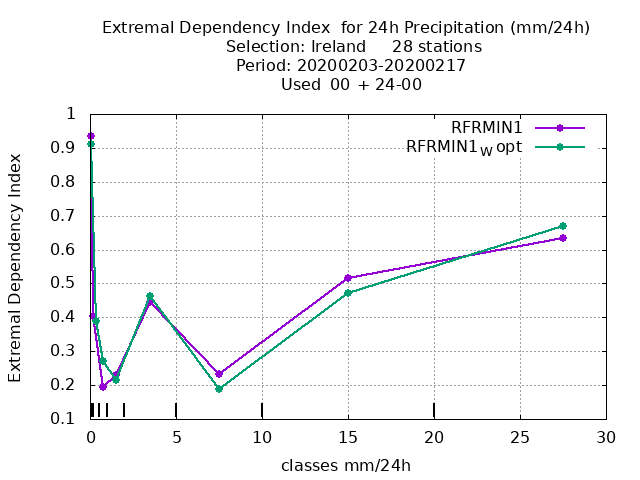 Extremal Dependency Index  for 24h Precipitation (mm/24h)
Selection: Ireland     28 stations
Period: 20200203-20200217
Used  00 + 24-00
RFRMIN1
RFRMIN1W opt
Extremal Dependency Index
1
0.9
0.8
0.7
0.6
0.5
0.4
0.3
0.2
0.1
0 5 10 15 20 25 30
classes mm/24h